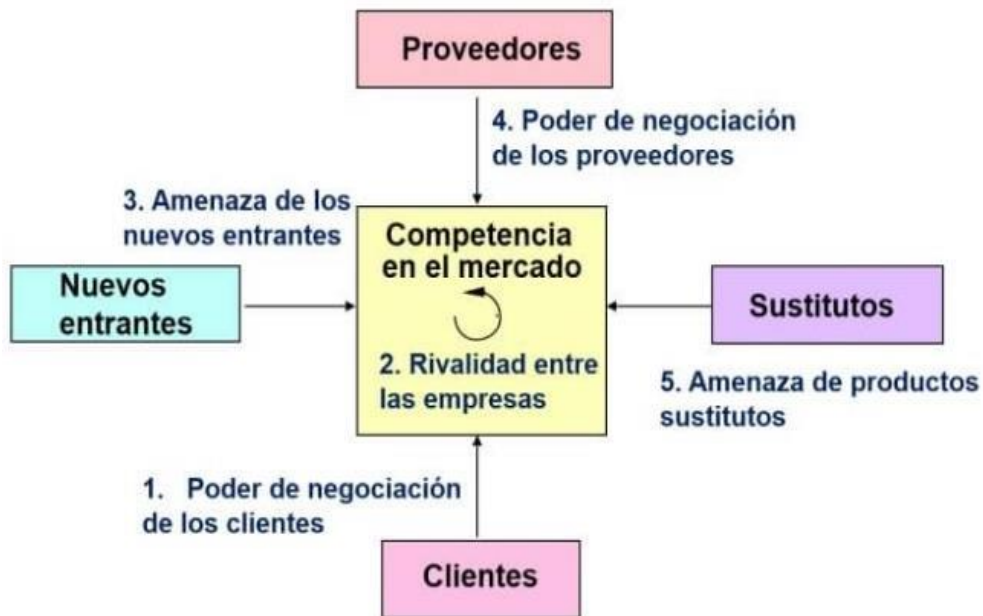 Proveedores
4. Poder de negociación
de los proveedores
3. Amenaza de los
nuevos entrantes
Competencia
en el mercado
Nuevos
entrantes
Sustitutos
2. Rivalidad entre
las empresas
5. Amenaza de productos
sustitutos
1. Poder de negociación
de los clientes
Clientes